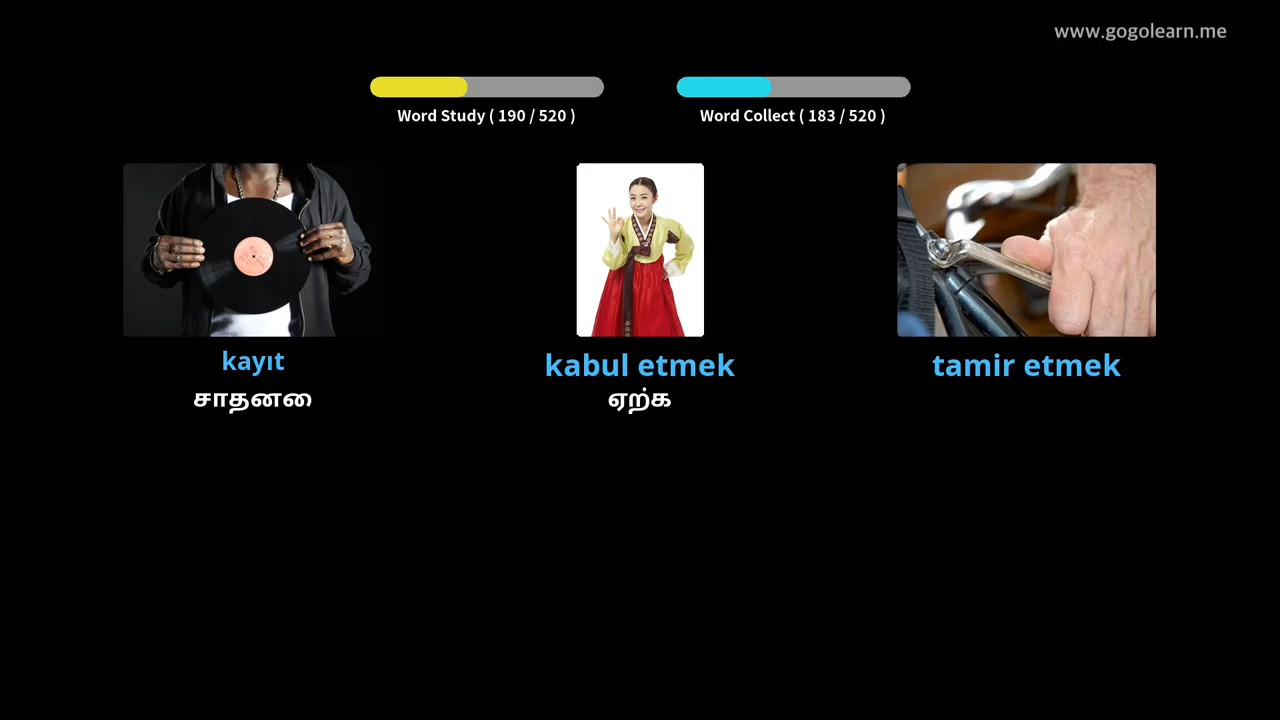 www.gogolearn.me
Word Study ( 190 / 520 )
Word Collect ( 183 / 520 )
kayıt
kabul etmek
tamir etmek
சாதனை
ஏற்க